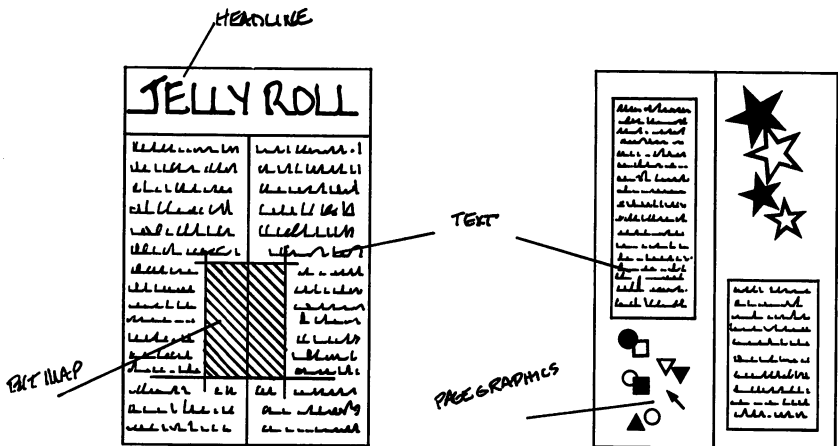 HEADLINE
JELLY ROLL
TEXT
BIT MAP
PAGE GRAPHICS